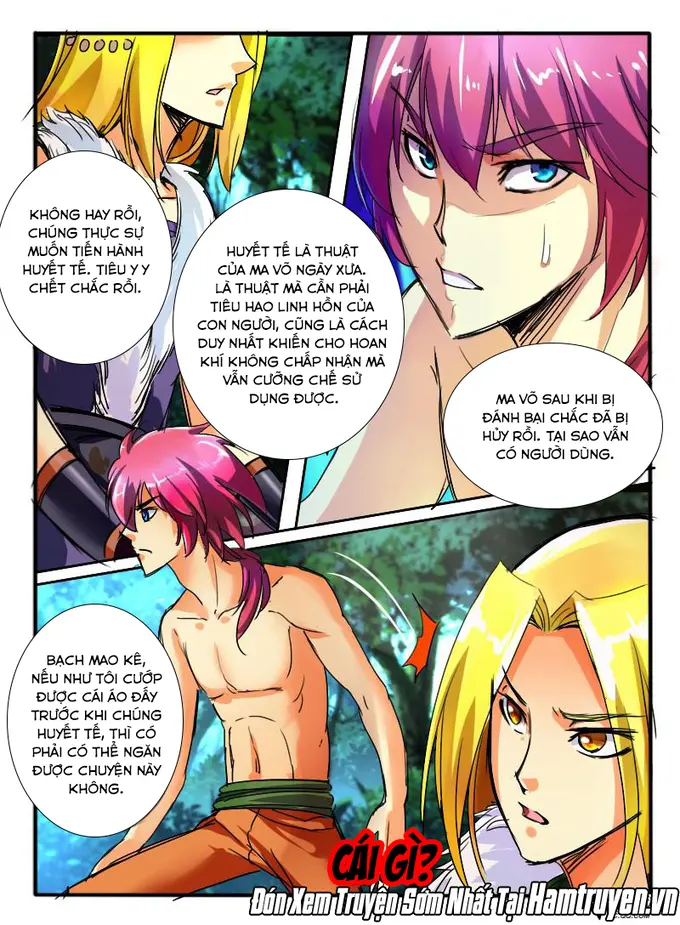 KHÔNG HAY RỒI,
CHÚNG THỰC SỰ
MUỐN TIẾN HÀNH
HUYẾT TẾ. TIÊU Y Y
CHẾT CHẮC RỒI.
HUYẾT TẾ LÀ THUẬT
CỦA MA VÕ NGÀY XƯA.
LÀ THUẬT MÀ CẦN PHẢI
TIÊU HAO LINH HỒN CỦA
CON NGƯỜI, CŨNG LÀ CÁCH
DUY NHẤT KHIẾN CHO HOAN
KHÍ KHÔNG CHẤP NHẬN MÀ
VẪN CƯỠNG CHẾ SỬ
DỤNG ĐƯỢC.
MA VÕ SAU KHI BỊ
ĐÁNH BẠI CHẮC ĐÃ BỊ
HỦY RỒI. TẠI SAO VẪN
CÓ NGƯỜI DÙNG.
BẠCH MAO KÊ,
NẾU NHƯ TÔI CƯỚP
ĐƯỢC CÁI ÁO ĐẤY
TRƯỚC KHI CHÚNG
HUYẾT TẾ, THÌ CÓ
PHẢI CÓ THỂ NGĂN
ĐƯỢC CHUYỆN NÀY
KHÔNG.
CÁI GÌ?
Đón Xem Truyện Sớm Nhất Tại Hamtruyen.vn